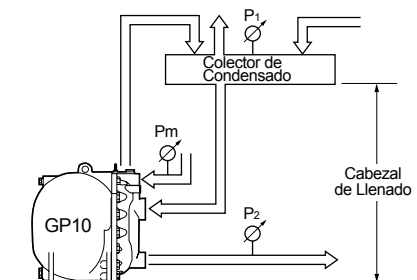 P1
Colector de
Condensado
Pm
Cabezal
de Llenado
P2
GP10